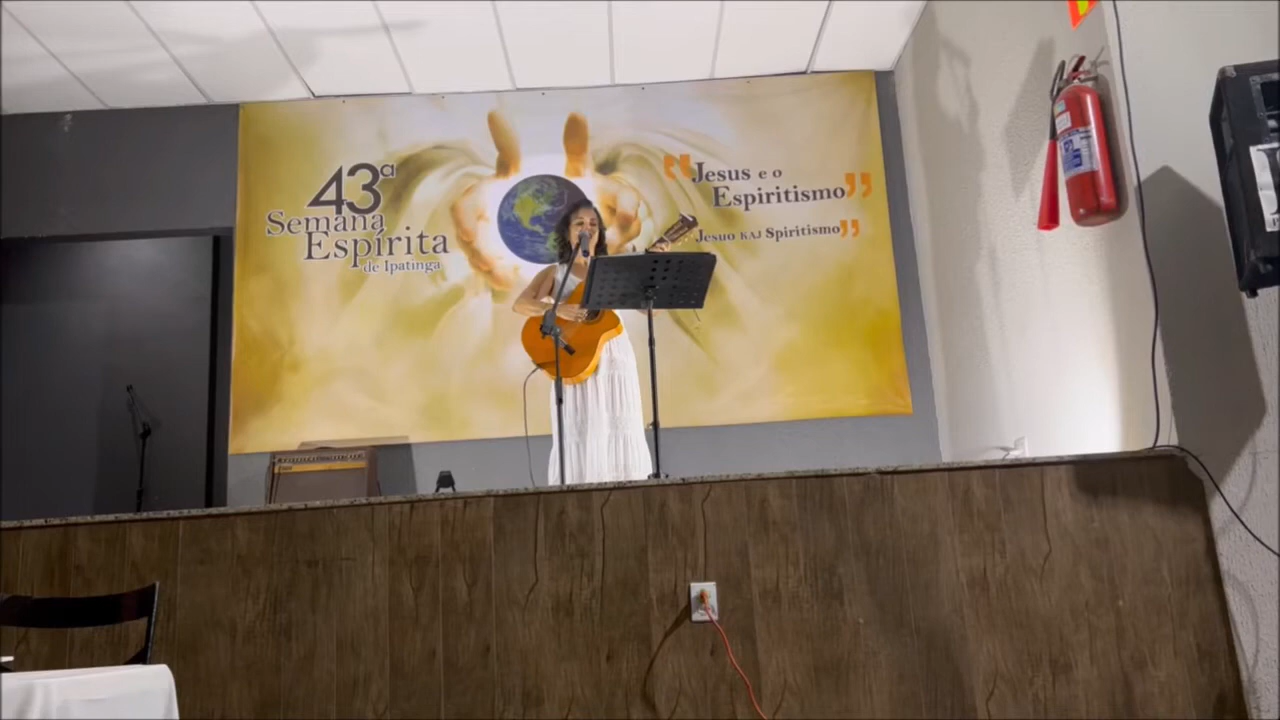 43ª
Semana
Espírita
de Ipatinga
"Jesus e o
Espiritismo"
Jesuo KAJ Spiritismo"